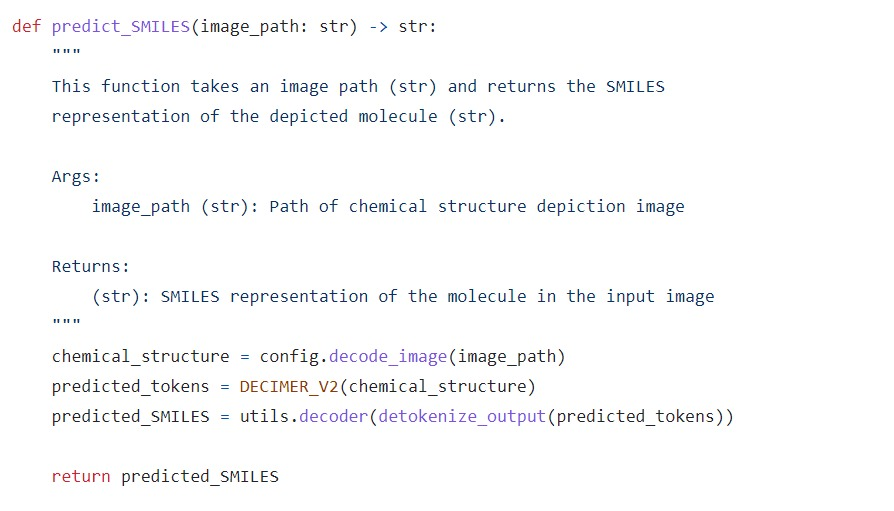 def predict_SMILES(image_path: str) -> str:
    """
    This function takes an image path (str) and returns the SMILES
    representation of the depicted molecule (str).

    Args:
        image_path (str): Path of chemical structure depiction image

    Returns:
        (str): SMILES representation of the molecule in the input image
    """
    chemical_structure = config.decode_image(image_path)
    predicted_tokens = DECIMER_V2(chemical_structure)
    predicted_SMILES = utils.decoder(detokenize_output(predicted_tokens))

    return predicted_SMILES